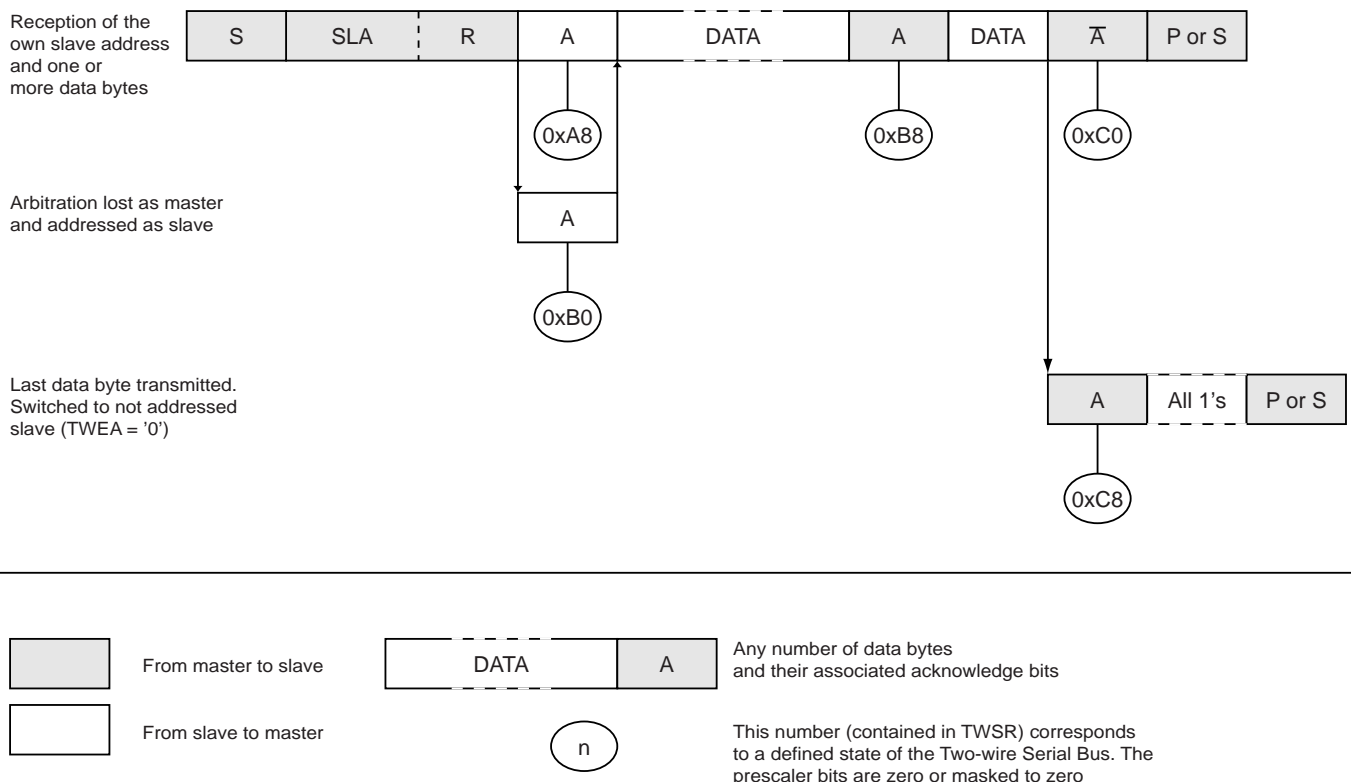 Reception of the
own slave address
and one or
more data bytes
S SLA R A DATA A DATA A̅ P or S
0xA8 0xB8 0xC0
Arbitration lost as master
and addressed as slave
A
0xB0
Last data byte transmitted.
Switched to not addressed
slave (TWEA = '0')
A All 1's P or S
0xC8
From master to slave
DATA A
Any number of data bytes
and their associated acknowledge bits
From slave to master
n
This number (contained in TWSR) corresponds
to a defined state of the Two-wire Serial Bus. The
prescaler bits are zero or masked to zero